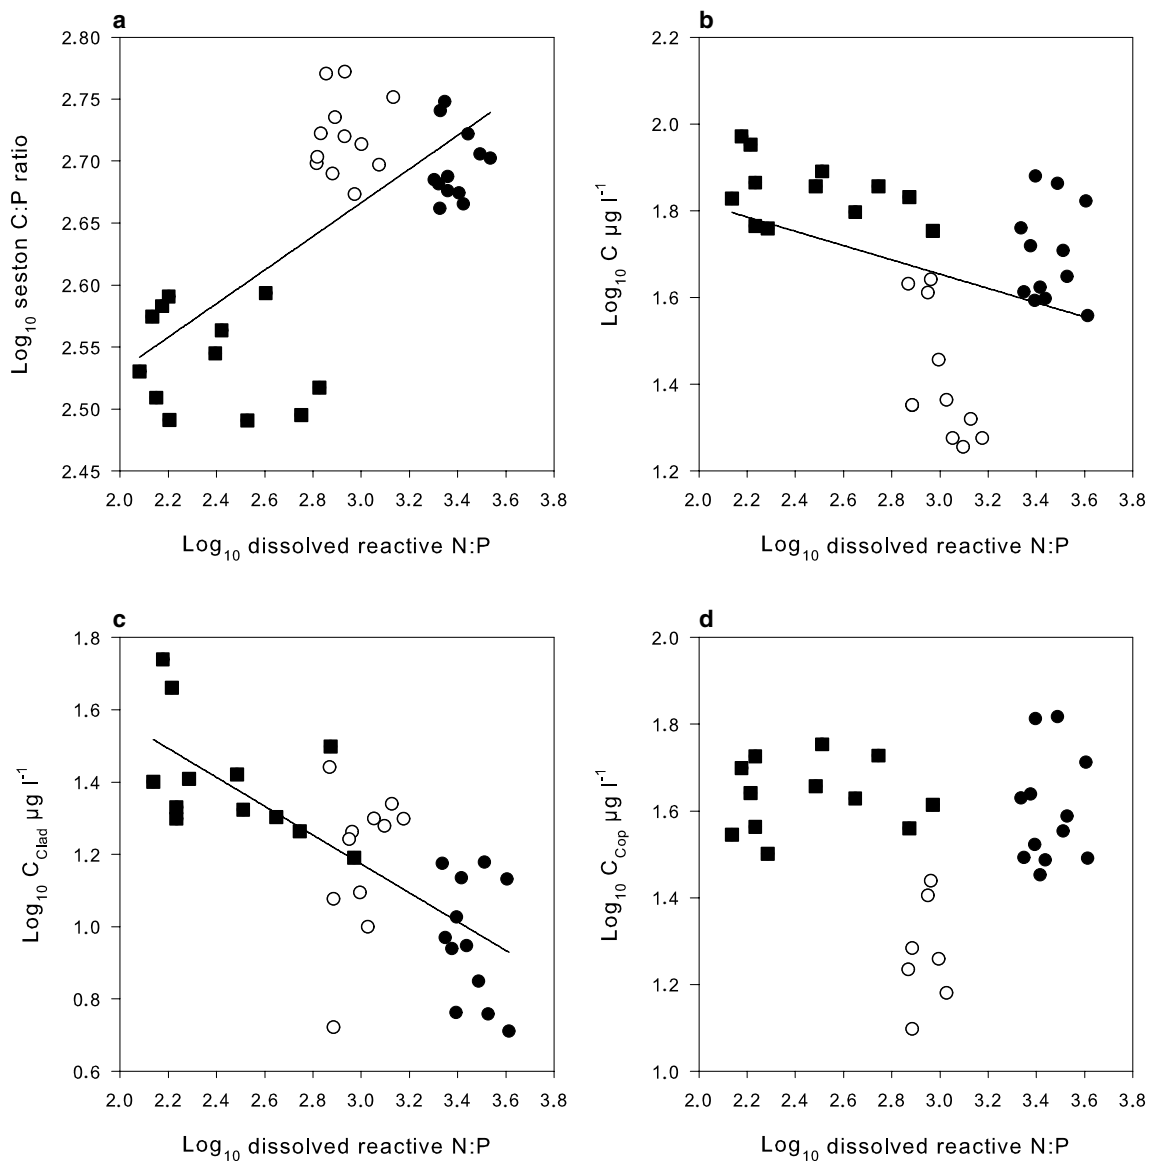 a
2.80
2.75
2.70
2.65
2.60
2.55
2.50
2.45
Log10 seston C:P ratio
2.0 2.2 2.4 2.6 2.8 3.0 3.2 3.4 3.6 3.8
Log10 dissolved reactive N:P
b
2.2
2.0
1.8
1.6
1.4
1.2
Log10 C µg l-1
2.0 2.2 2.4 2.6 2.8 3.0 3.2 3.4 3.6 3.8
Log10 dissolved reactive N:P
c
1.8
1.6
1.4
1.2
1.0
0.8
0.6
Log10 CClad µg l-1
2.0 2.2 2.4 2.6 2.8 3.0 3.2 3.4 3.6 3.8
Log10 dissolved reactive N:P
d
2.0
1.8
1.6
1.4
1.2
1.0
Log10 CCop µg l-1
2.0 2.2 2.4 2.6 2.8 3.0 3.2 3.4 3.6 3.8
Log10 dissolved reactive N:P